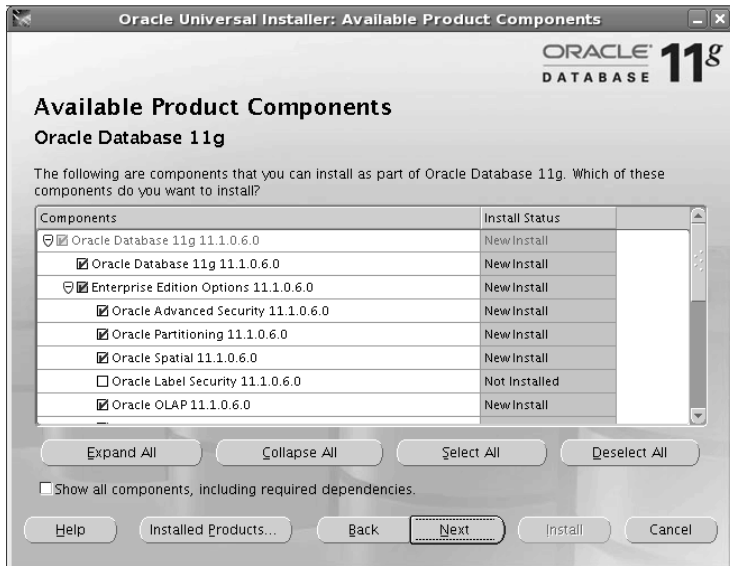 Oracle Universal Installer: Available Product Components
ORACLE 11g
DATABASE
Available Product Components
Oracle Database 11g
The following are components that you can install as part of Oracle Database 11g. Which of these
components do you want to install?
Components Install Status
Oracle Database 11g 11.1.0.6.0 New Install
Oracle Database 11g 11.1.0.6.0 New Install
Enterprise Edition Options 11.1.0.6.0 New Install
Oracle Advanced Security 11.1.0.6.0 New Install
Oracle Partitioning 11.1.0.6.0 New Install
Oracle Spatial 11.1.0.6.0 New Install
Oracle Label Security 11.1.0.6.0 Not Installed
Oracle OLAP 11.1.0.6.0 New Install
Expand All Collapse All Select All Deselect All
Show all components, including required dependencies.
Help Installed Products... Back Next Install Cancel